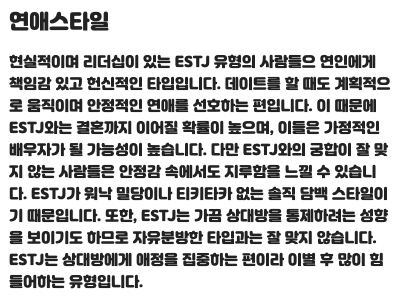 연애스타일
현실적이며 리더십이 있는 ESTJ 유형의 사람들으 연인에게
책임감 있고 헌신적인 타입입니다. 데이트를 할 때도 계획적으
로 움직이며 안정적인 연애를 선호하는 편입니다. 이 때문에
ESTJ와는 결혼까지 이어질 확률이 높으며, 이들은 가정적인
배우자가 될 가능성이 높습니다. 다만 ESTJ와의 궁합이 잘 맞
지 않는 사람들은 안정감 속에서도 지루함을 느낄 수 있습니
다. ESTJ가 워낙 밀당이나 티키타카 없는 솔직 담백 스타일이
기 때문입니다. 또한, ESTJ는 가끔 상대방을 통제하려는 성향
을 보이기도 하므로 자유분방한 타입과는 잘 맞지 않습니다.
ESTJ는 상대방에게 애정을 집중하는 편이라 이별 후 많이 힘
들어하는 유형입니다.